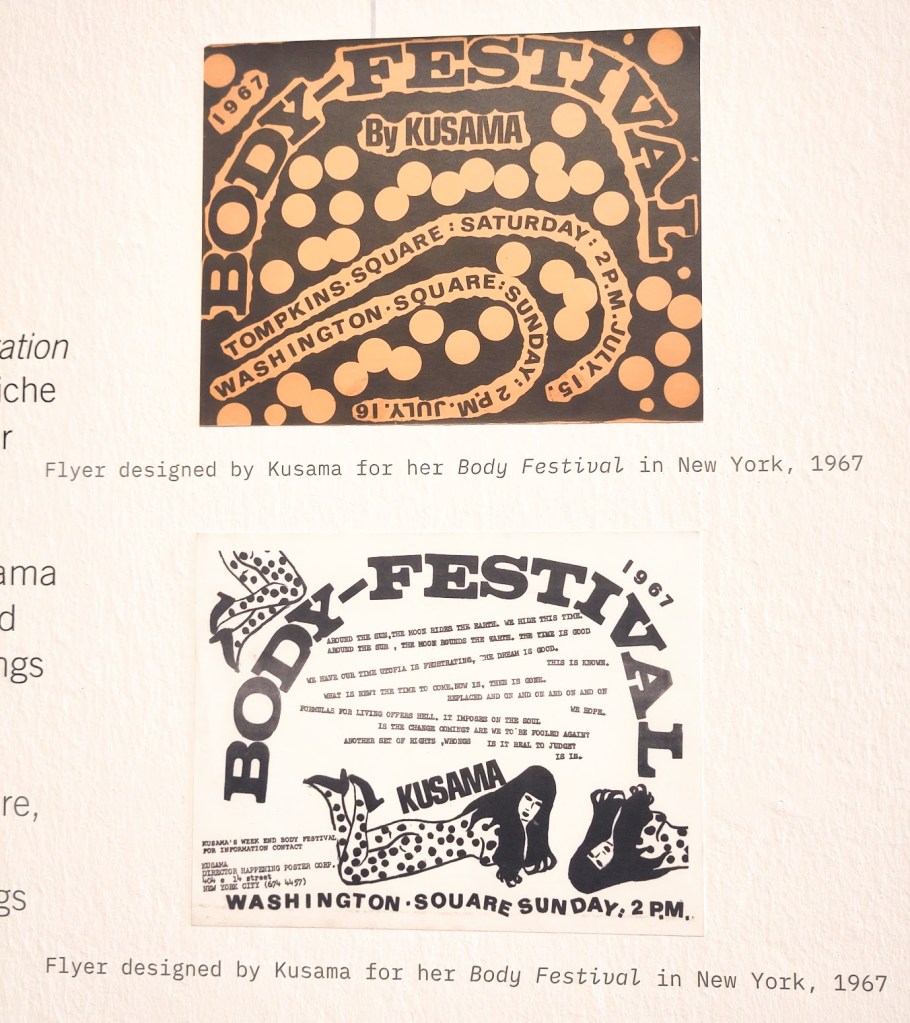 1967
BODY-FESTIVAL
By KUSAMA
TOMPKINS·SQUARE:SATURDAY:2P.M.JULY.15.
WASHINGTON·SQUARE:SUNDAY:2PM.JULY.16
Flyer designed by Kusama for her Body Festival in New York, 1967
ation
iche
r
ama
d
ngs
re,
gs
1967
BODY-FESTIVAL
AROUND THE SUN,THE MOON RIDES THE EARTH. WE RIDE THIS TIME.
AROUND THE SUN , THE MOON ROUNDS THE EARTH. THE TIME IS GOOD
WE HAVE OUR TIME UTOPIA IS PENETRATING, THE DREAM IS GOOD.
THIS IS KNOWN.
WHAT IS NEW? THE TIME TO COME,NOW IS, THEN IS GONE.
REPLACED AND ON AND ON AND ON AND ON
WE HOPE.
FORMULAS FOR LIVING OFFERS HELL. IT IMPOSES ON THE SOUL
IS THE CHANGE COMING? ARE WE TO BE FOOLED AGAIN?
ANOTHER SET OF RIGHTS ,WRONGS IS IT REAL TO JUDGE?
IS IS.
KUSAMA
KUSAMA'S WEEK END BODY FESTIVAL
FOR INFORMATION CONTACT
KUSAMA
DIRECTOR HAPPENING POSTER CORP.
404 e 14 street
NEW YORK CITY (674 4457)
WASHINGTON·SQUARE SUNDAY: 2 P.M.
Flyer designed by Kusama for her Body Festival in New York, 1967